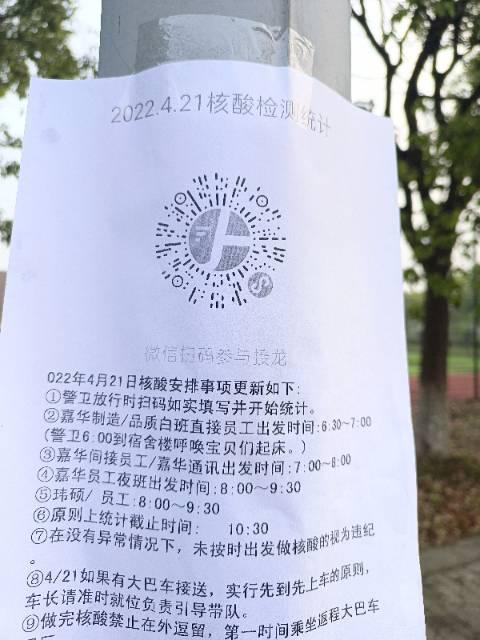 2022.4.21核酸检测统计
微信扫码参与接龙
022年4月21日核酸安排事项更新如下:
①警卫放行时扫码如实填写并开始统计。
②嘉华制造/品质白班直接员工出发时间:6:30~7:00
(警卫6:00到宿舍楼呼唤宝贝们起床。)
③嘉华间接员工/嘉华通讯出发时间:7:00~8:00
④嘉华员工夜班出发时间:8:00~9:30
⑤玮硕/ 员工:8:00~9:30
⑥原则上统计截止时间: 10:30
⑦在没有异常情况下，未按时出发做核酸的视为违纪
。
⑧4/21如果有大巴车接送，实行先到先上车的原则，
车长请准时就位负责引导带队。
⑨做完核酸禁止在外逗留，第一时间乘坐返程大巴车